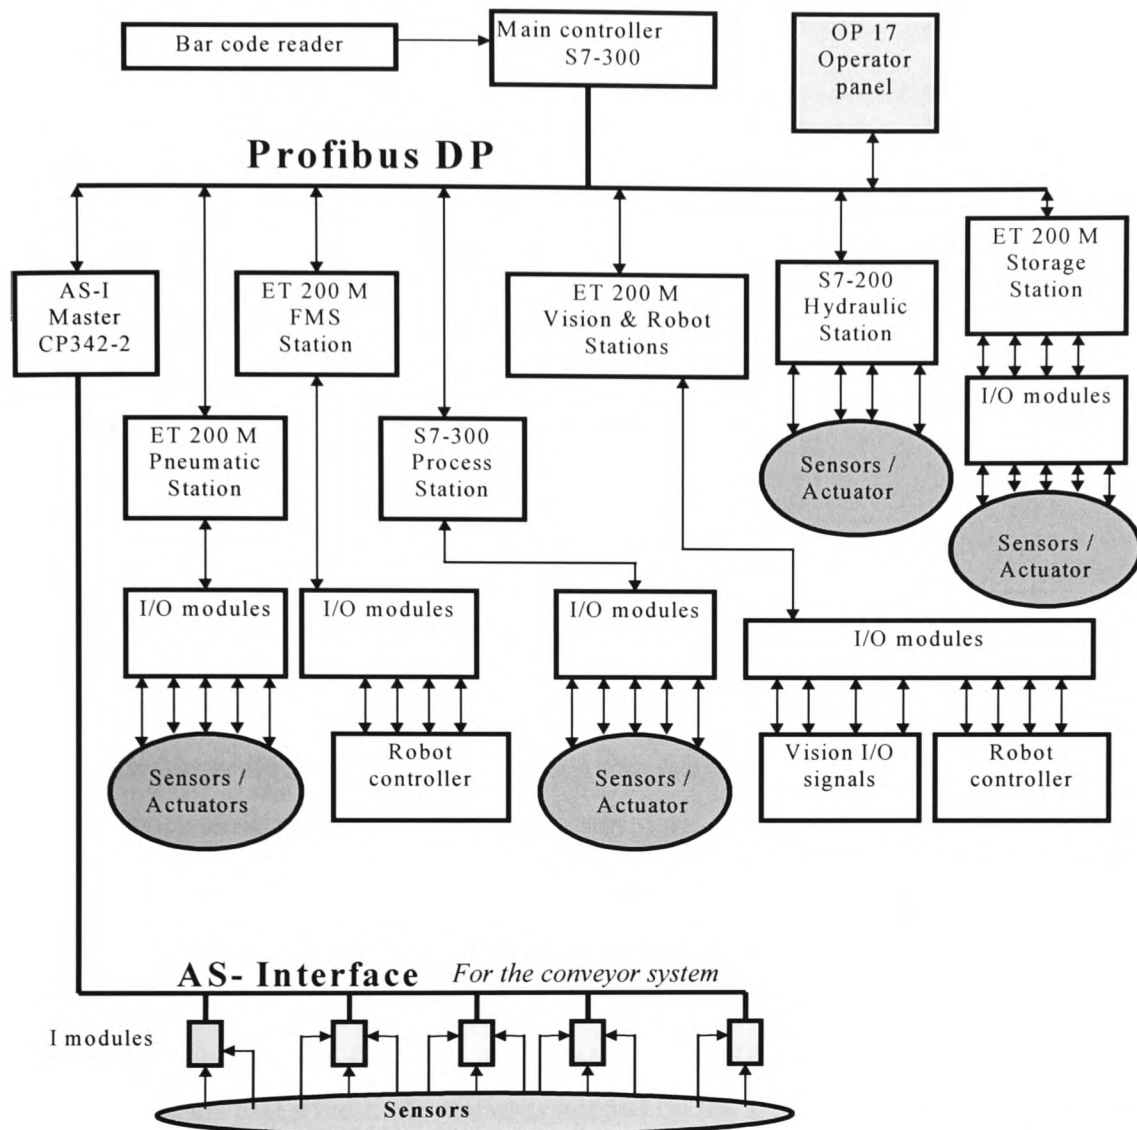 Bar code reader
Main controller
S7-300
OP 17
Operator
panel
Profibus DP
AS-I
Master
CP342-2
ET 200 M
FMS
Station
ET 200 M
Vision & Robot
Stations
S7-200
Hydraulic
Station
ET 200 M
Storage
Station
ET 200 M
Pneumatic
Station
S7-300
Process
Station
Sensors /
Actuator
I/O modules
Sensors /
Actuator
I/O modules
I/O modules
I/O modules
I/O modules
Sensors /
Actuators
Robot
controller
Sensors /
Actuator
Vision I/O
signals
Robot
controller
AS- Interface For the conveyor system
I modules
Sensors